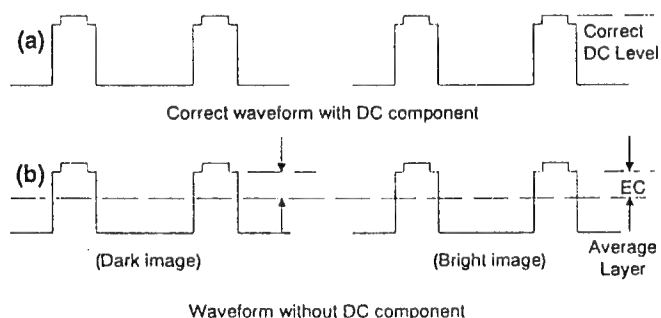 (a)
Correct
DC Level
Correct waveform with DC component
(b)
EC
(Dark image)
(Bright image)
Average
Layer
Waveform without DC component